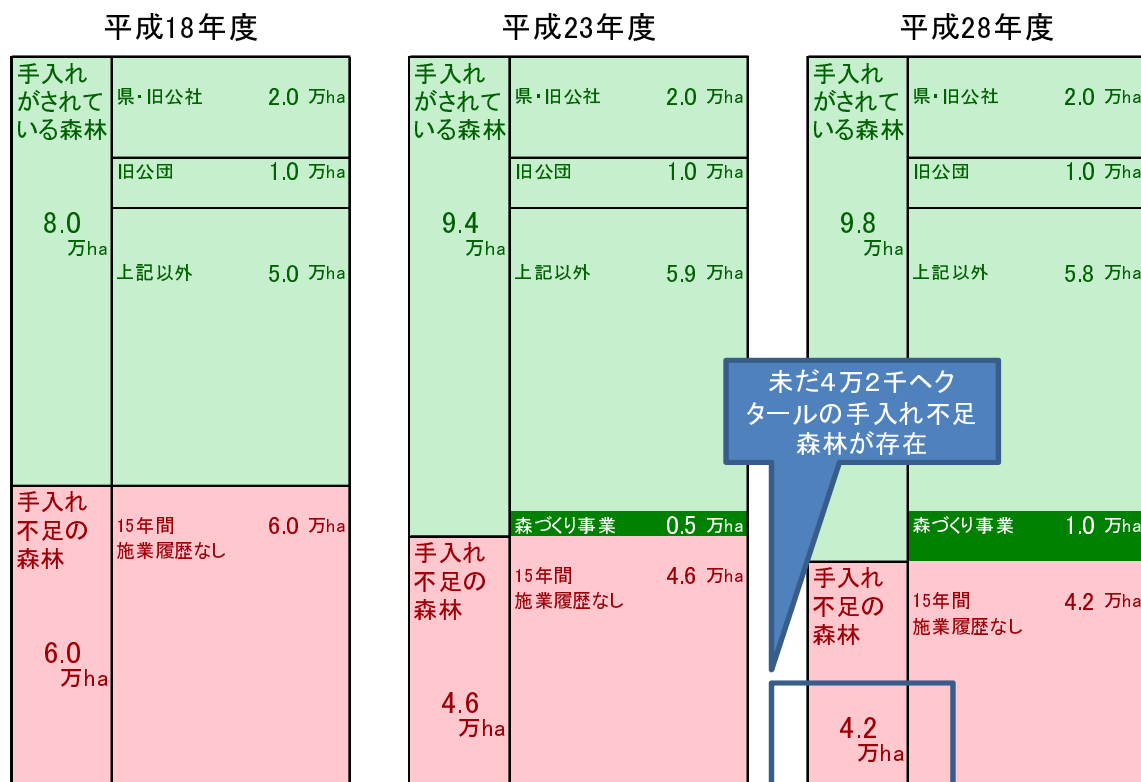 平成18年度
手入れ
がされて
いる森林
8.0
万ha
県・旧公社 2.0 万ha
旧公団 1.0 万ha
上記以外 5.0 万ha
手入れ
不足の
森林
6.0
万ha
15年間 6.0 万ha
施業履歴なし
平成23年度
手入れ
がされて
いる森林
9.4
万ha
県・旧公社 2.0 万ha
旧公団 1.0 万ha
上記以外 5.9 万ha
森づくり事業 0.5 万ha
手入れ
不足の
森林
4.6
万ha
15年間 4.6 万ha
施業履歴なし
平成28年度
手入れ
がされて
いる森林
9.8
万ha
県・旧公社 2.0 万ha
旧公団 1.0 万ha
上記以外 5.8 万ha
森づくり事業 1.0 万ha
手入れ
不足の
森林
4.2
万ha
15年間 4.2 万ha
施業履歴なし
未だ4万2千ヘク
タールの手入れ不足
森林が存在